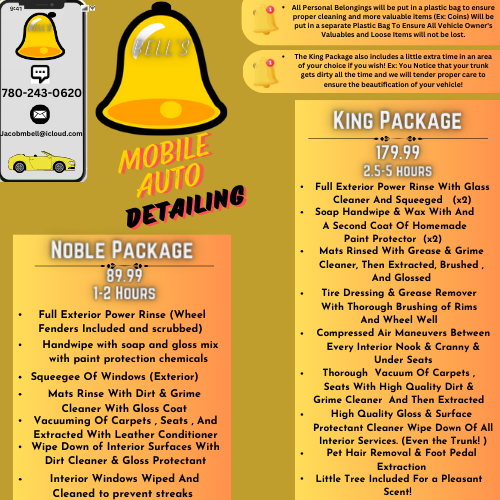 9:41
BELL'S
780-243-0620
Jacobmbell@icloud.com
BELL'S
MOBILE
AUTO
DETAILING
• All Personal Belongings will be put in a plastic bag to ensure
proper cleaning and more valuable items (Ex: Coins) Will be
put in a separate Plastic Bag To Ensure All Vehicle Owner's
Valuables and Loose Items will not be lost.
• The King Package also includes a little extra time in an area
of your choice if you wish! Ex: You Notice that your trunk
gets dirty all the time and we will tender proper care to
ensure the beautification of your vehicle!
NOBLE PACKAGE
89.99
1-2 HOURS
• Full Exterior Power Rinse (Wheel
Fenders Included and scrubbed)
• Handwipe with soap and gloss mix
with paint protection chemicals
• Squeegee Of Windows (Exterior)
• Mats Rinse With Dirt & Grime
Cleaner With Gloss Coat
• Vacuuming Of Carpets , Seats , And
Extracted With Leather Conditioner
• Wipe Down of Interior Surfaces With
Dirt Cleaner & Gloss Protectant
• Interior Windows Wiped And
Cleaned to prevent streaks
KING PACKAGE
179.99
2.5-5 HOURS
• Full Exterior Power Rinse With Glass
Cleaner And Squeeged (x2)
• Soap Handwipe & Wax With And
A Second Coat Of Homemade
Paint Protector (x2)
• Mats Rinsed With Grease & Grime
Cleaner, Then Extracted, Brushed ,
And Glossed
• Tire Dressing & Grease Remover
With Thorough Brushing of Rims
And Wheel Well
• Compressed Air Maneuvers Between
Every Interior Nook & Cranny &
Under Seats
• Thorough Vacuum Of Carpets ,
Seats With High Quality Dirt &
Grime Cleaner And Then Extracted
• High Quality Gloss & Surface
Protectant Cleaner Wipe Down Of All
Interior Services. (Even the Trunk! )
• Pet Hair Removal & Foot Pedal
Extraction
• Little Tree Included For a Pleasant
Scent!